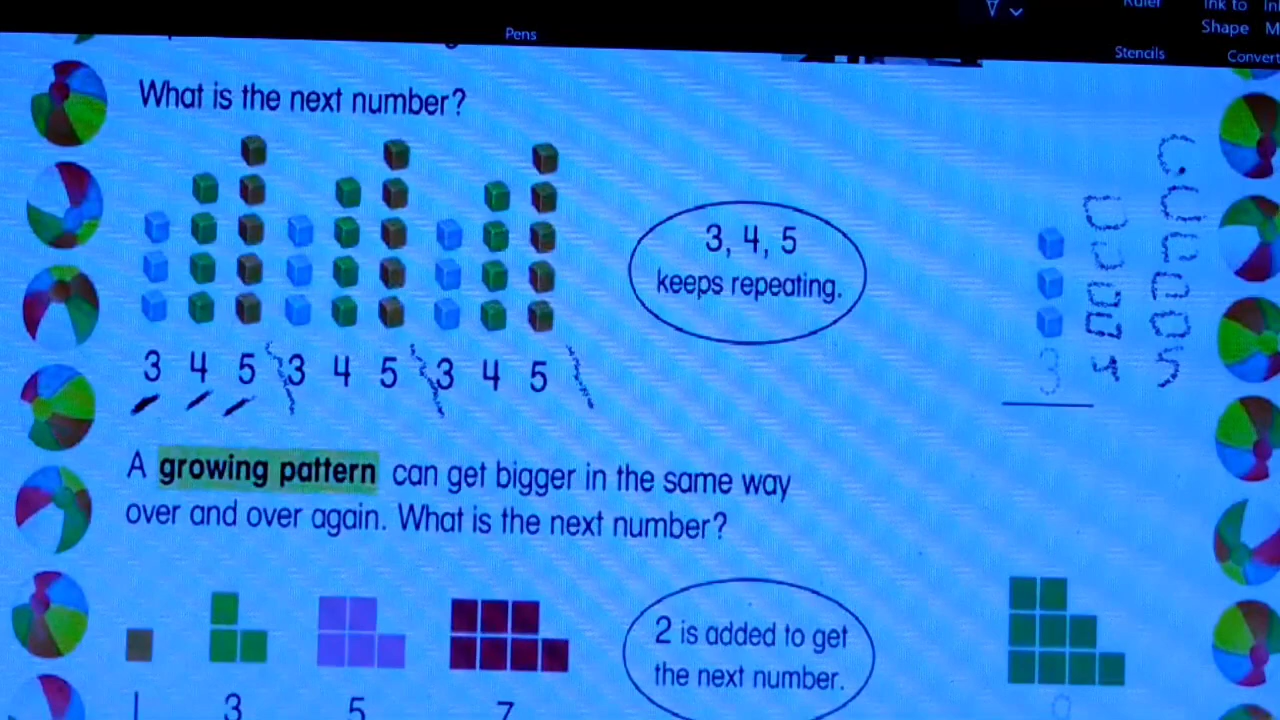 Pens
Ruler
Ink to
Shape
Stencils
Convert
What is the next number?
3, 4, 5
keeps repeating.
3 4 5 3 4 5 3 4 5
3
4
5
A growing pattern can get bigger in the same way
over and over again. What is the next number?
2 is added to get
the next number.
1 3 5 7 9